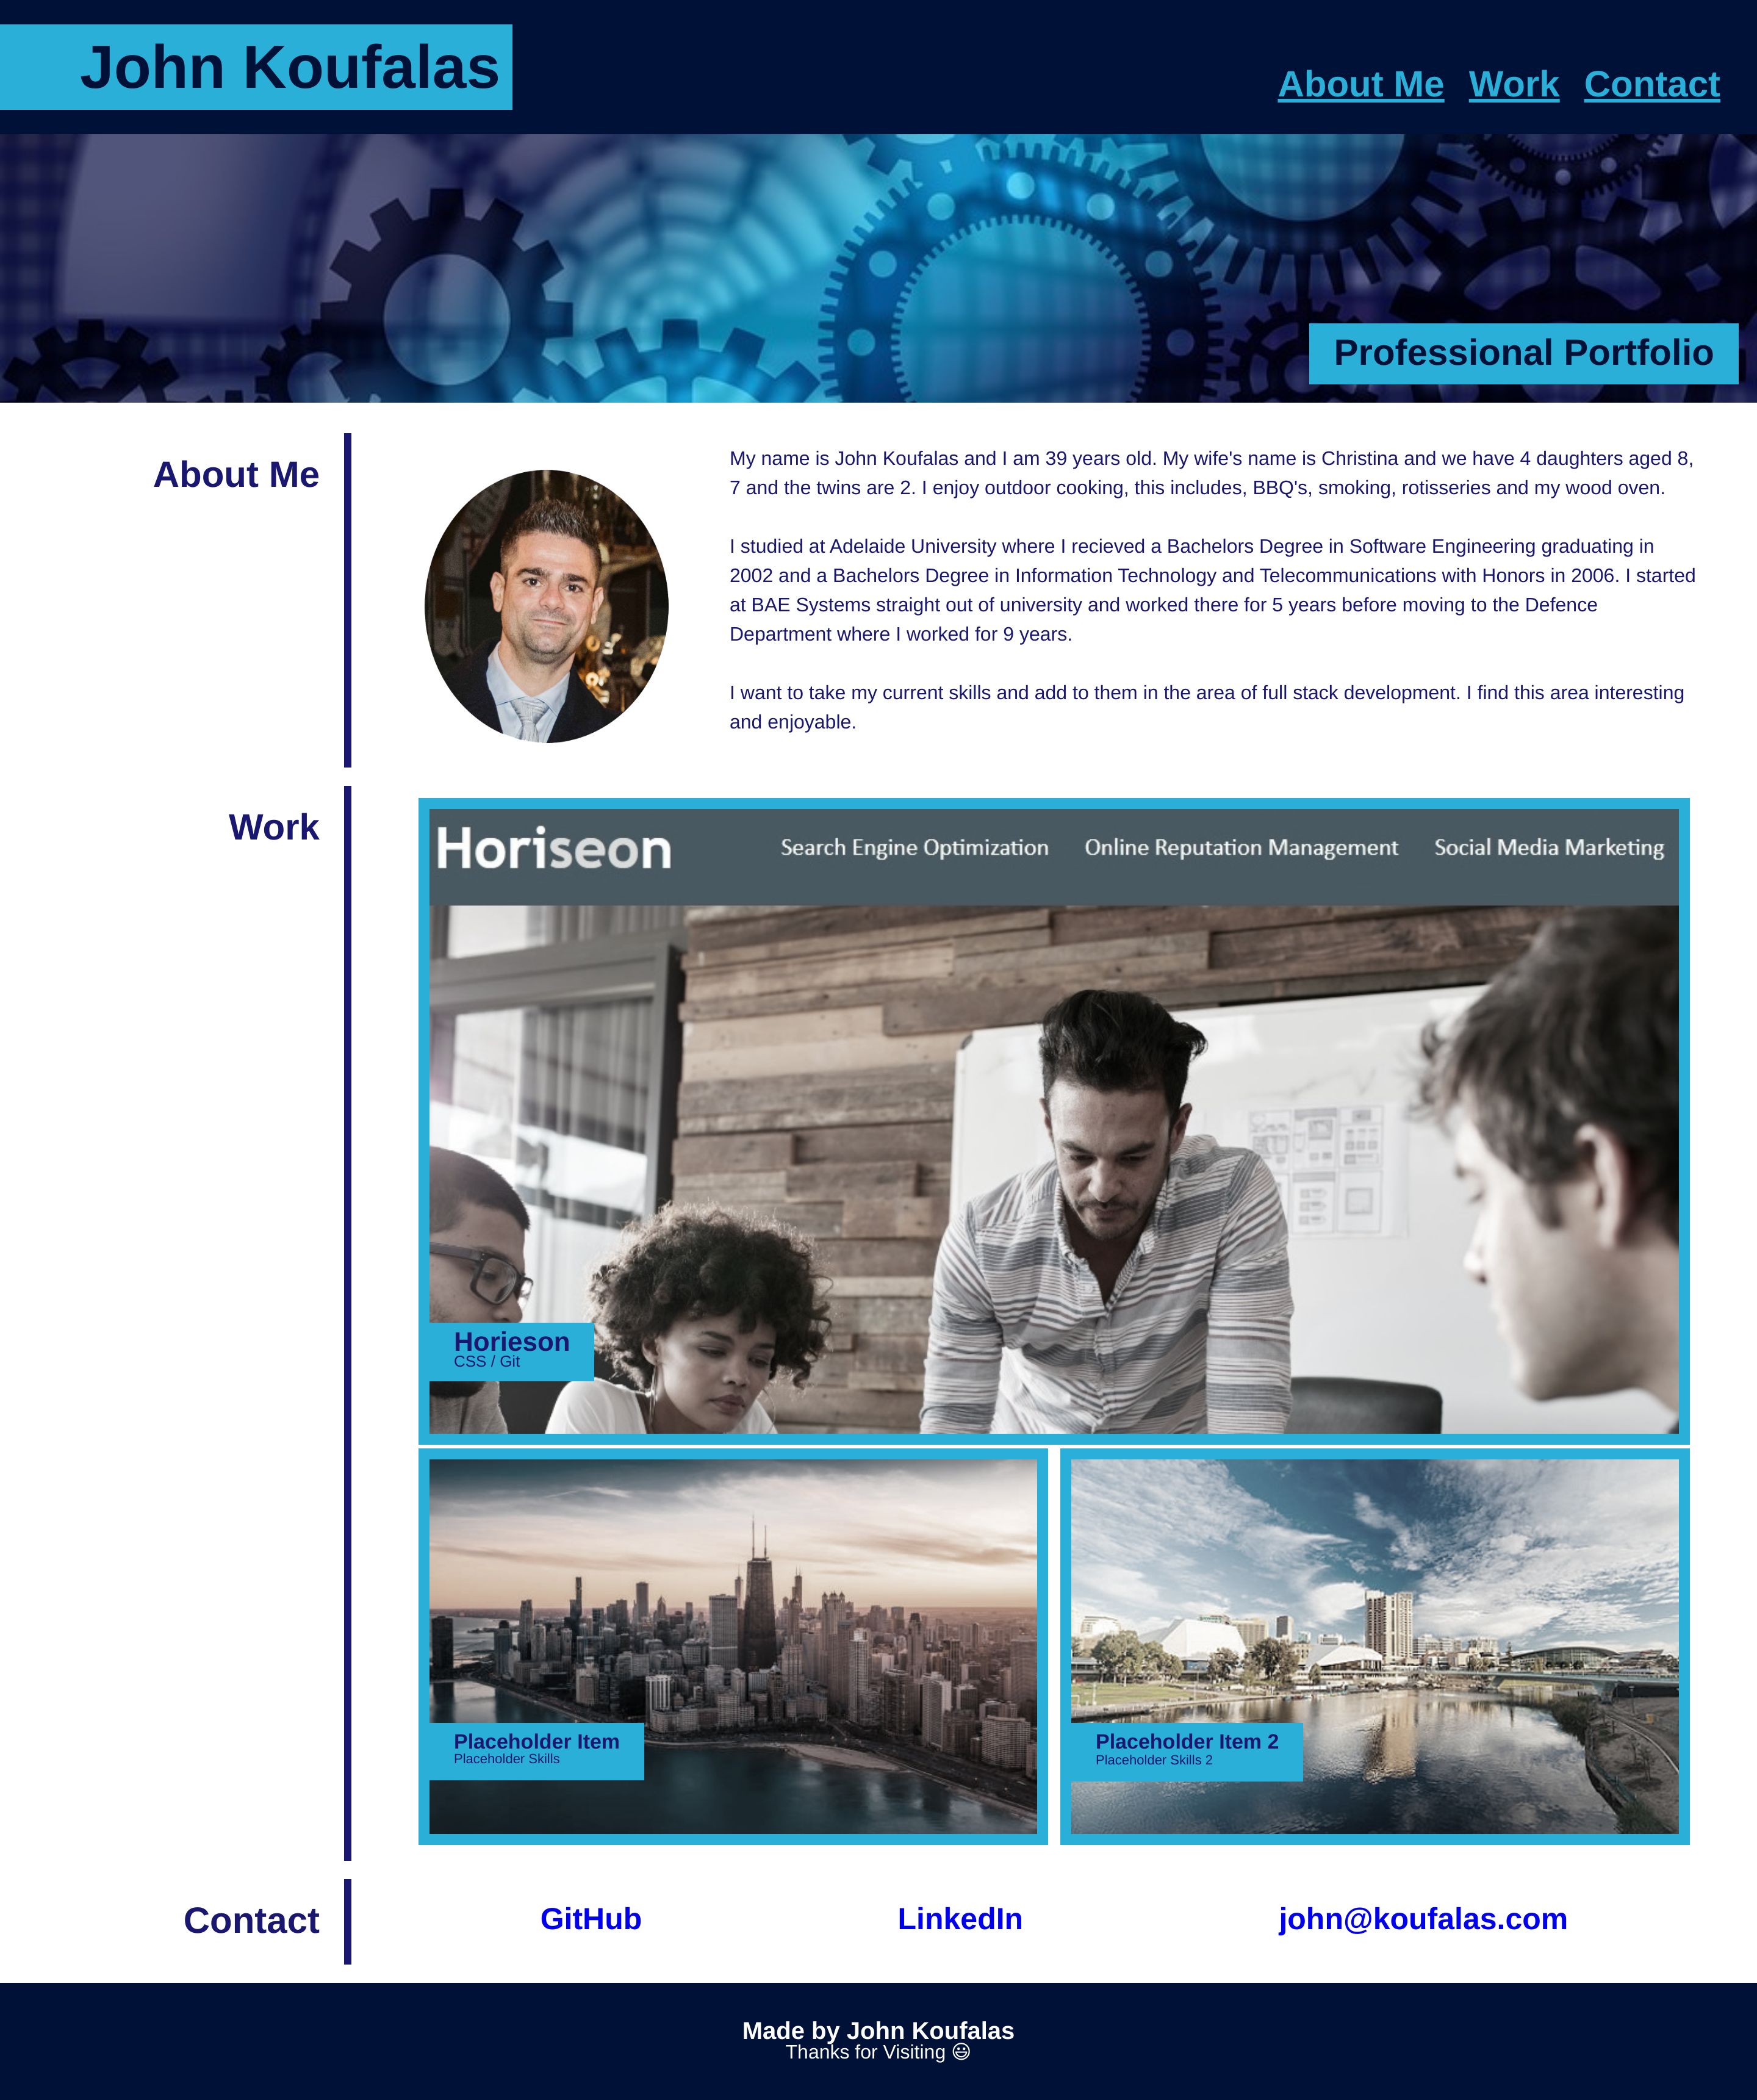 John Koufalas
About Me Work Contact
Professional Portfolio
About Me
My name is John Koufalas and I am 39 years old. My wife's name is Christina and we have 4 daughters aged 8,
7 and the twins are 2. I enjoy outdoor cooking, this includes, BBQ's, smoking, rotisseries and my wood oven.
I studied at Adelaide University where I recieved a Bachelors Degree in Software Engineering graduating in
2002 and a Bachelors Degree in Information Technology and Telecommunications with Honors in 2006. I started
at BAE Systems straight out of university and worked there for 5 years before moving to the Defence
Department where I worked for 9 years.
I want to take my current skills and add to them in the area of full stack development. I find this area interesting
and enjoyable.
Work
Horiseon Search Engine Optimization Online Reputation Management Social Media Marketing
Horieson
CSS / Git
Placeholder Item
Placeholder Skills
Placeholder Item 2
Placeholder Skills 2
Contact
GitHub LinkedIn john@koufalas.com
Made by John Koufalas
Thanks for Visiting 😃